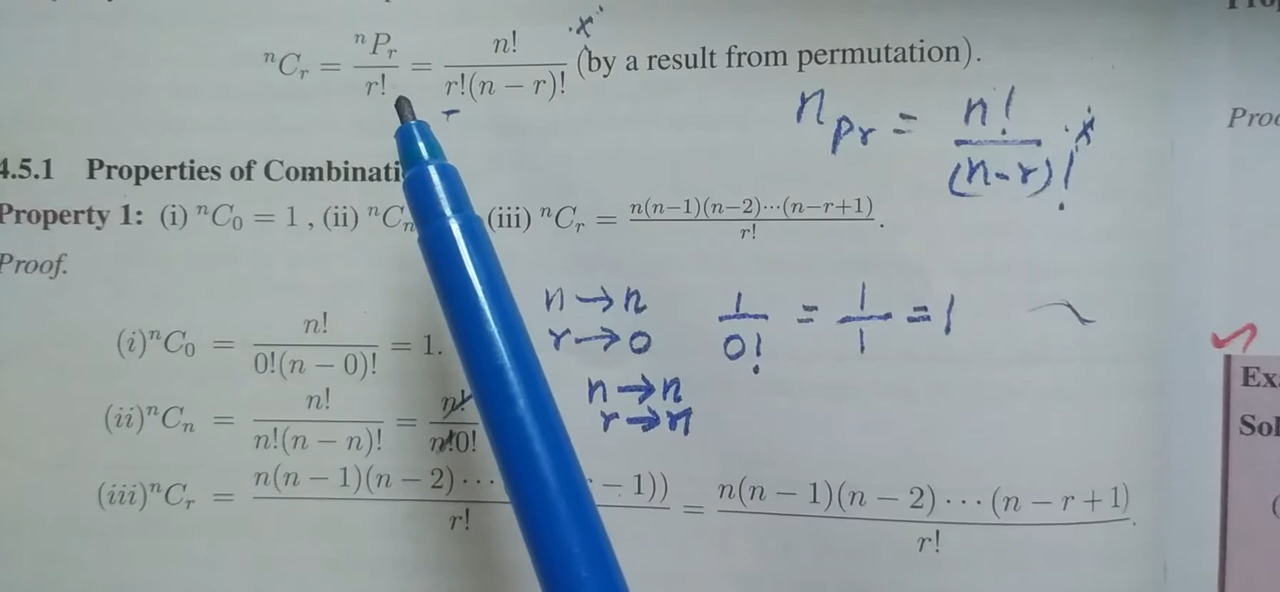 ⁿCᵣ = ⁿPᵣ / r! = n! / r!(n − r)! (by a result from permutation).
nPr = n! / (n-r)!
4.5.1 Properties of Combinati
Property 1: (i) ⁿC₀ = 1 , (ii) ⁿCₙ (iii) ⁿCᵣ = n(n−1)(n−2)⋯(n−r+1) / r! .
Proof.
n → n
r → 0
1/0! = 1/1 = 1
(i) ⁿC₀ = n! / 0!(n − 0)! = 1.
n → n
r → n
(ii) ⁿCₙ = n! / n!(n − n)! = n! / n!0!
(iii) ⁿCᵣ = n(n − 1)(n − 2) ⋯ − 1)) / r! = n(n − 1)(n − 2) ⋯ (n − r + 1) / r! .
Proo
Ex
Sol